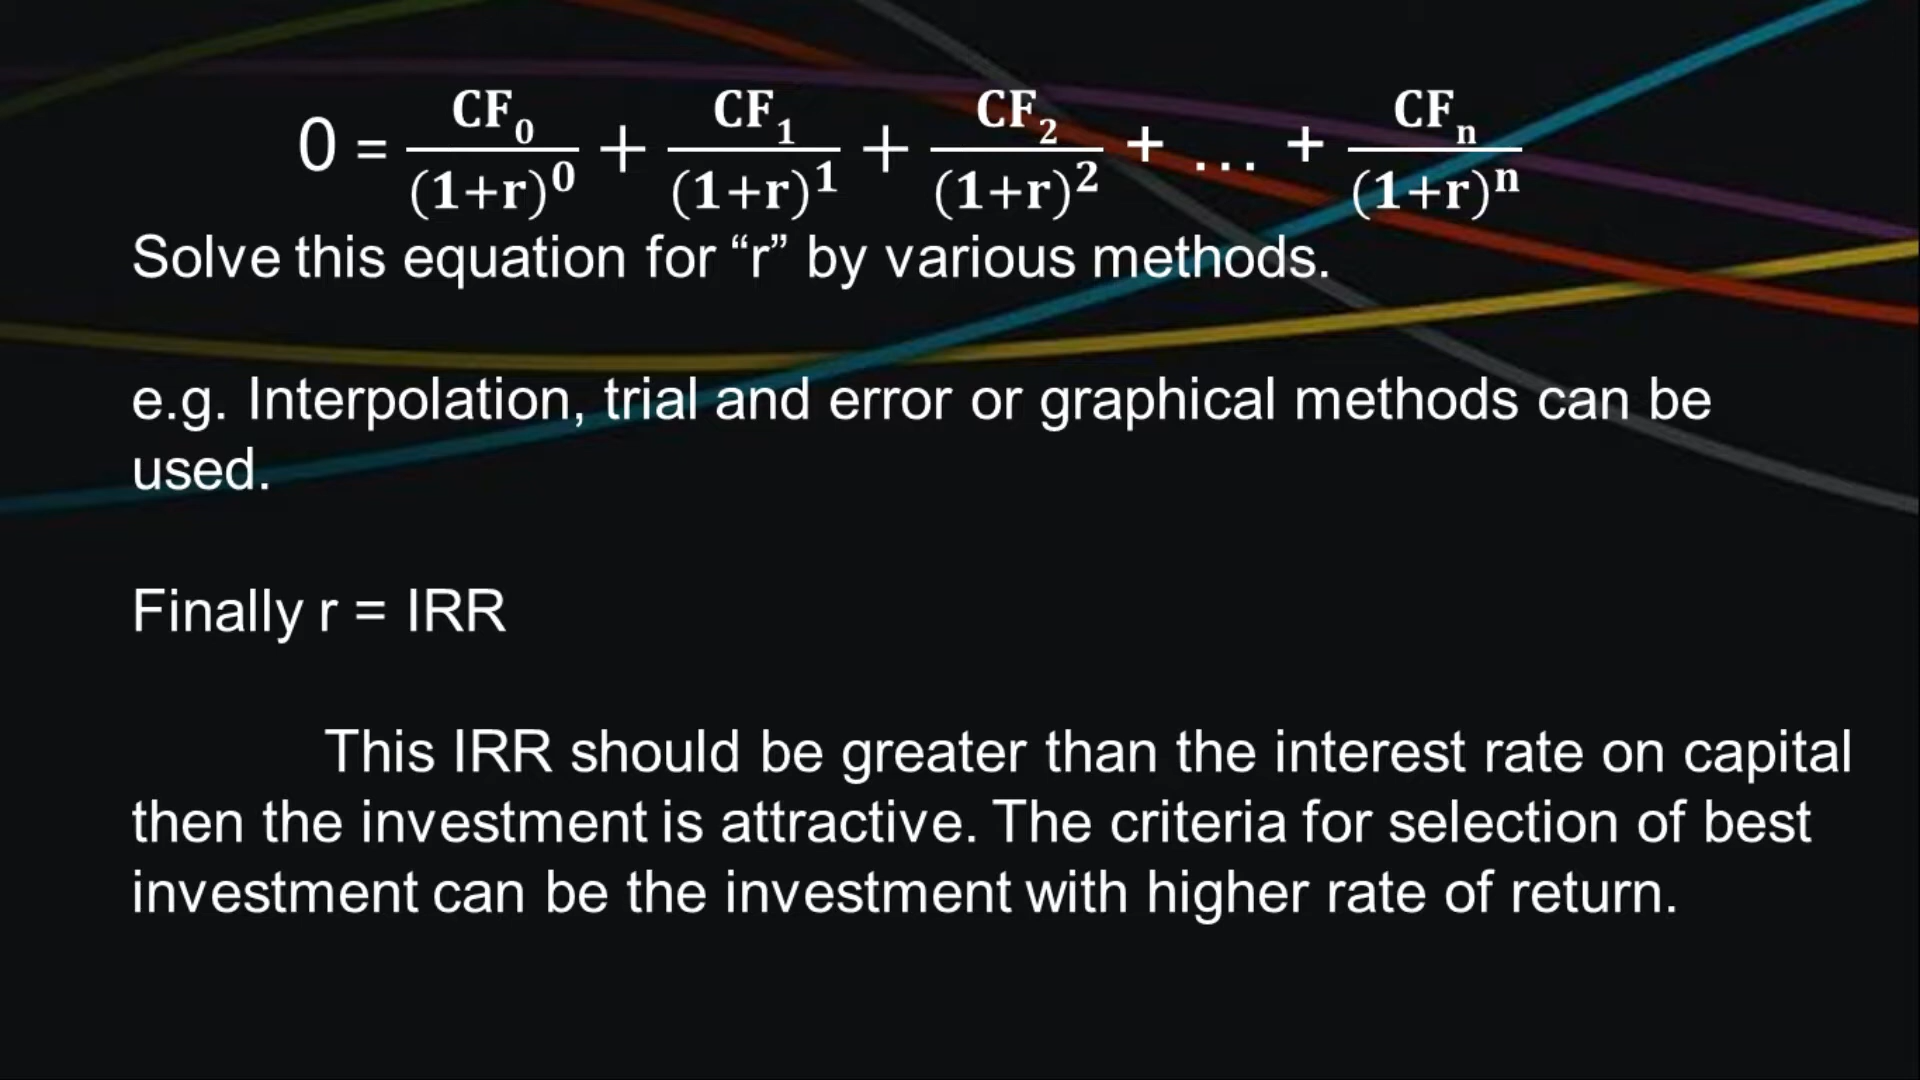 0 = CF₀/(1+r)⁰ + CF₁/(1+r)¹ + CF₂/(1+r)² + … + CFₙ/(1+r)ⁿ
Solve this equation for “r” by various methods.
e.g. Interpolation, trial and error or graphical methods can be
used.
Finally r = IRR
This IRR should be greater than the interest rate on capital
then the investment is attractive. The criteria for selection of best
investment can be the investment with higher rate of return.